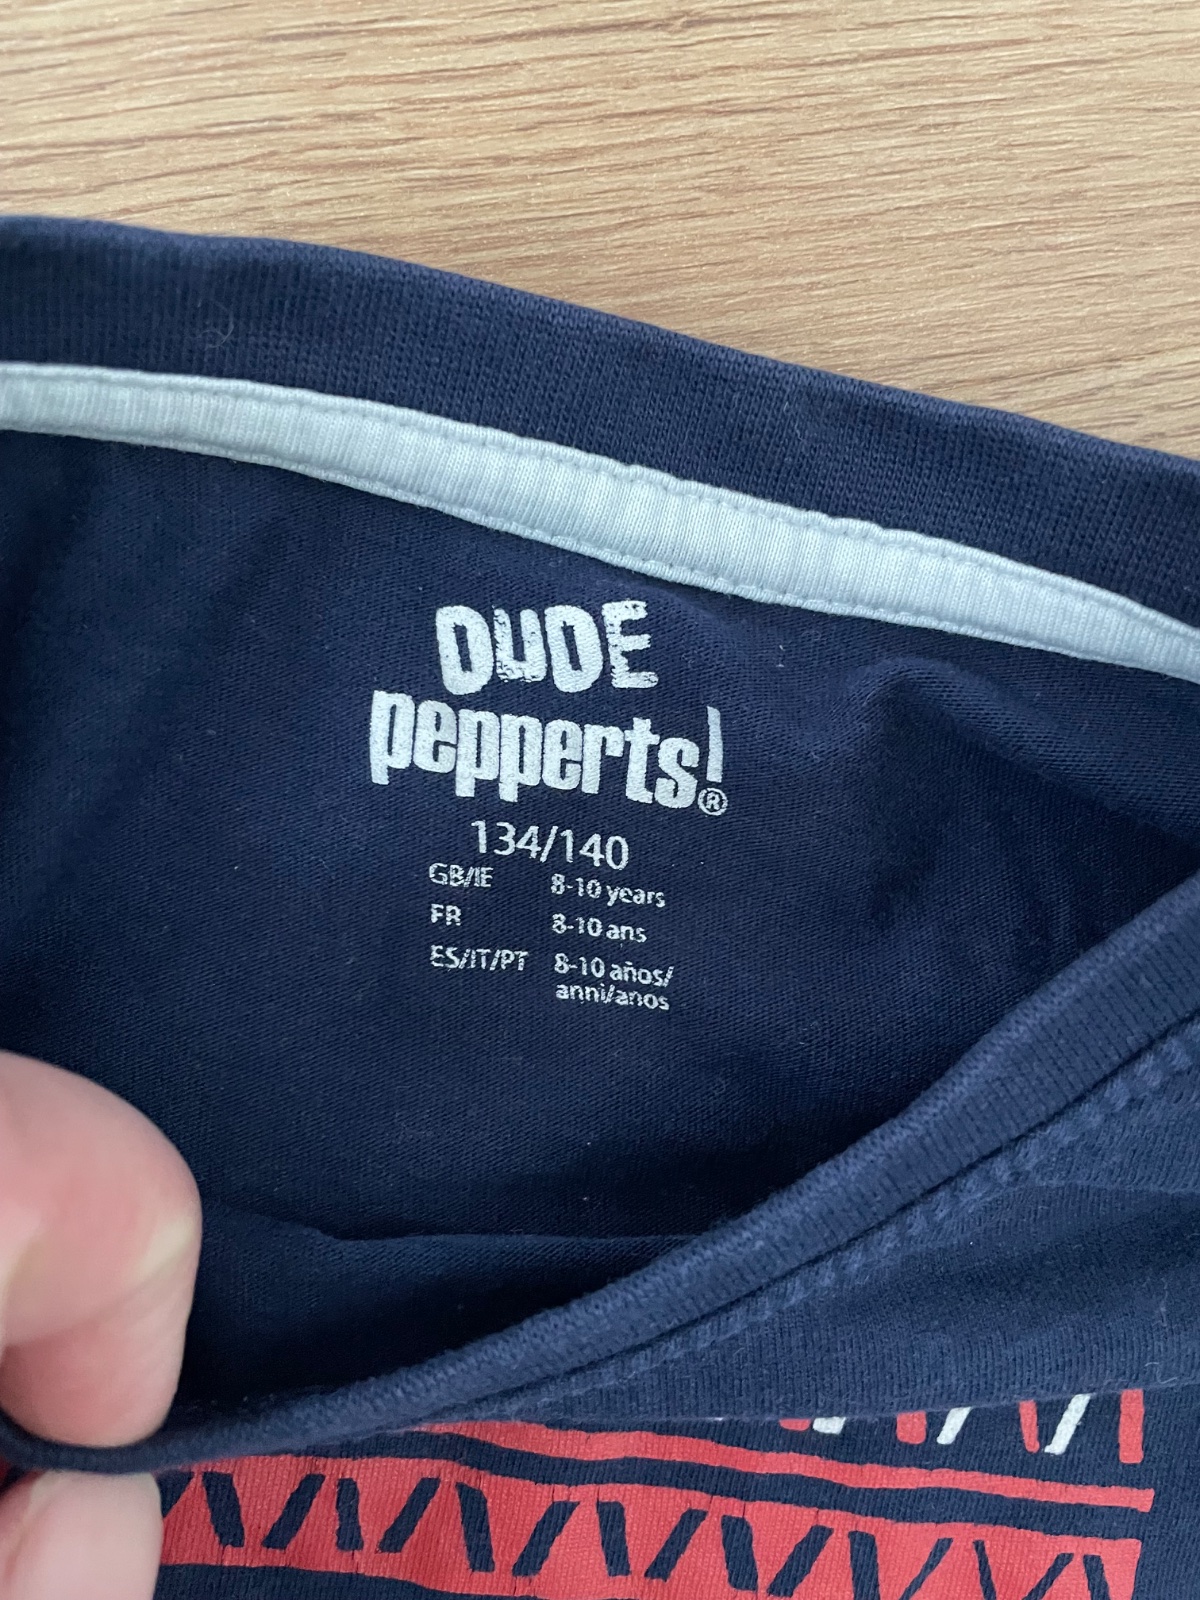 DUDE
pepperts!®
134/140
GB/IE 8-10 years
FR 8-10 ans
ES/IT/PT 8-10 años/
anni/anos